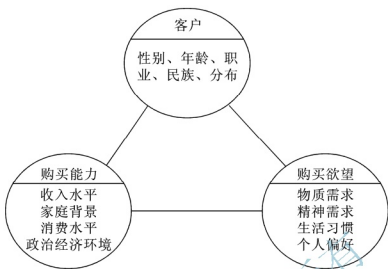 客户
性别、年龄、职
业、民族、分布
购买能力
收入水平
家庭背景
消费水平
政治经济环境
购买欲望
物质需求
精神需求
生活习惯
个人偏好